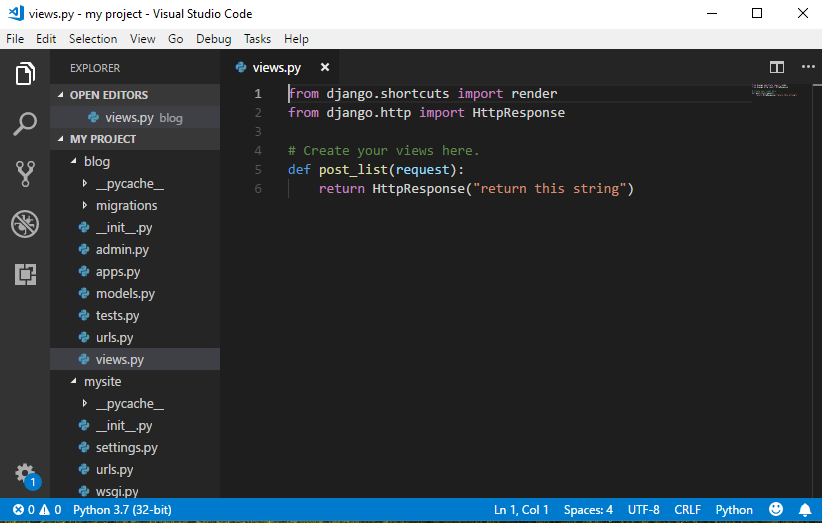 views.py - my project - Visual Studio Code
File Edit Selection View Go Debug Tasks Help
EXPLORER
OPEN EDITORS
views.py blog
MY PROJECT
blog
__pycache__
migrations
__init__.py
admin.py
apps.py
models.py
tests.py
urls.py
views.py
mysite
__pycache__
__init__.py
settings.py
urls.py
wsgi.py
views.py
1 from django.shortcuts import render
2 from django.http import HttpResponse
3
4 # Create your views here.
5 def post_list(request):
6 return HttpResponse("return this string")
1
0 0 Python 3.7 (32-bit) Ln 1, Col 1 Spaces: 4 UTF-8 CRLF Python